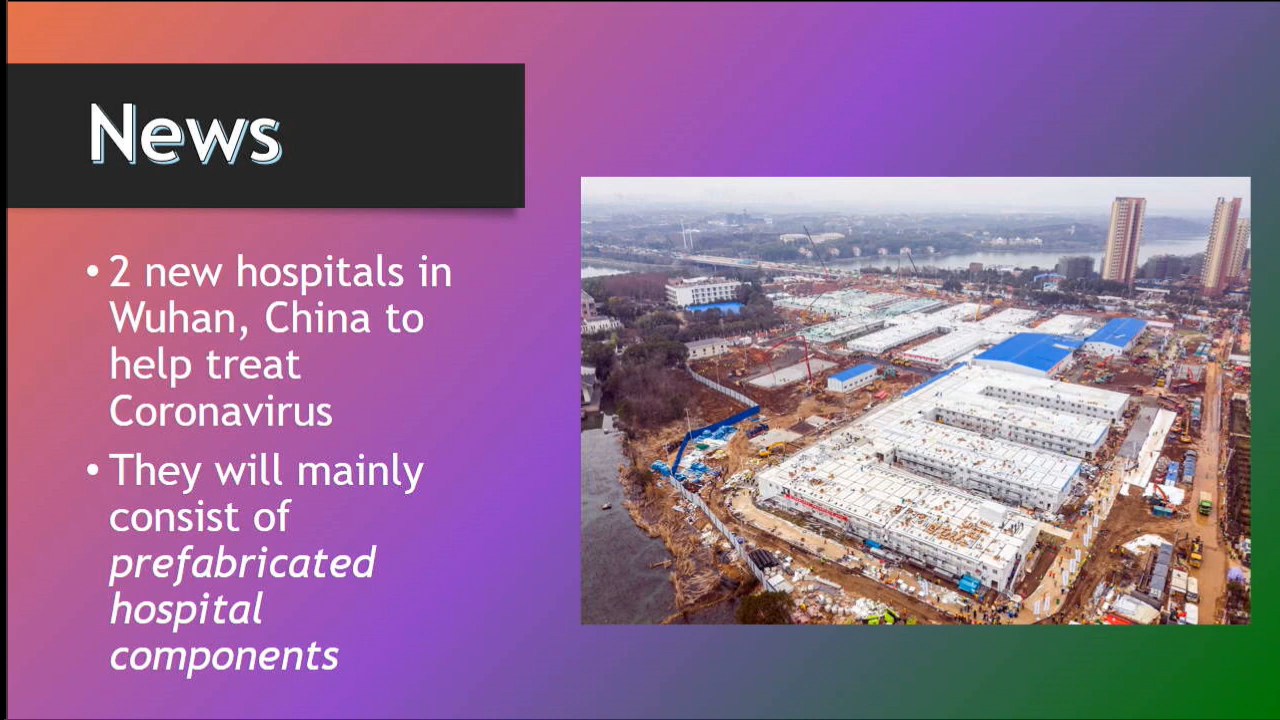 News
• 2 new hospitals in
Wuhan, China to
help treat
Coronavirus
• They will mainly
consist of
prefabricated
hospital
components